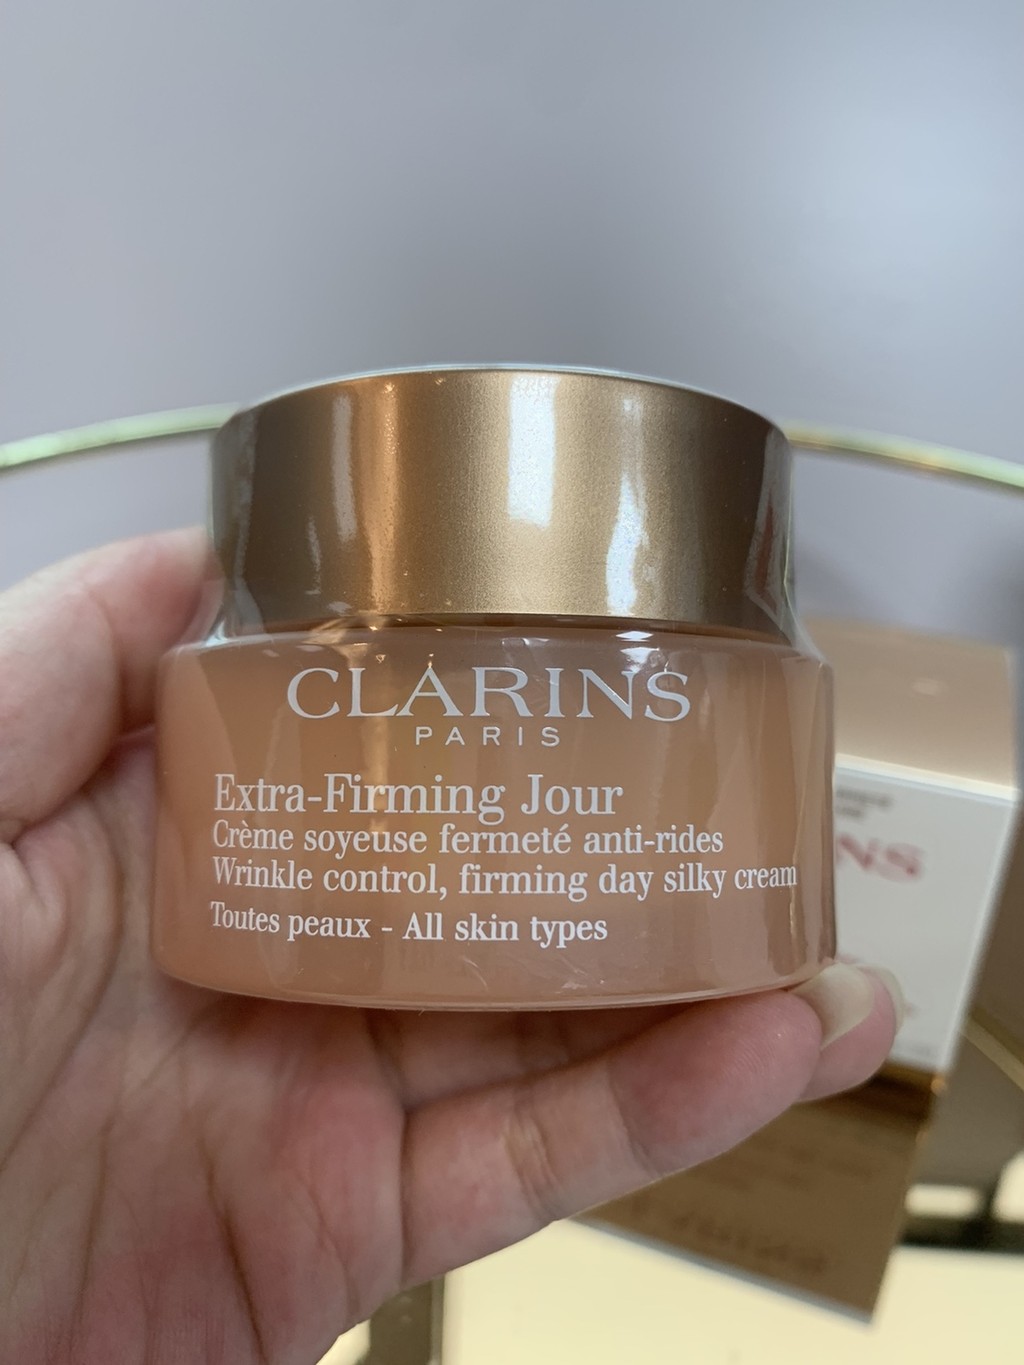 CLARINS
PARIS
Extra-Firming Jour
Crème soyeuse fermeté anti-rides
Wrinkle control, firming day silky cream
Toutes peaux - All skin types
NS